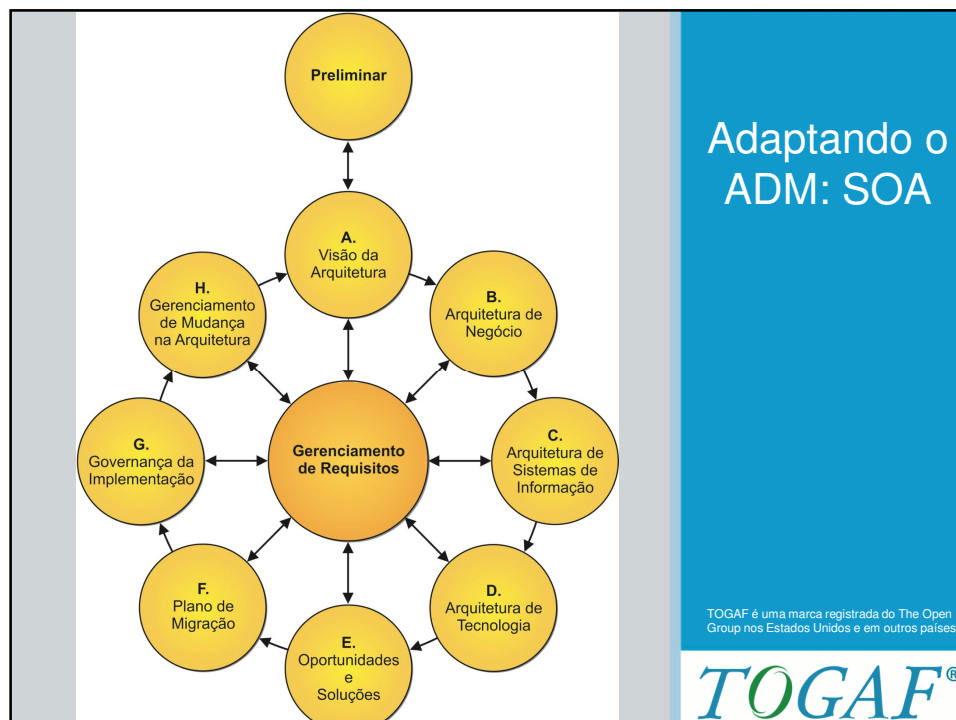 Preliminar
A.
Visão da
Arquitetura
B.
Arquitetura de
Negócio
C.
Arquitetura de
Sistemas de
Informação
D.
Arquitetura de
Tecnologia
E.
Oportunidades
e
Soluções
F.
Plano de
Migração
G.
Governança da
Implementação
H.
Gerenciamento
de Mudança
na Arquitetura
Gerenciamento
de Requisitos
Adaptando o
ADM: SOA
TOGAF é uma marca registrada do The Open
Group nos Estados Unidos e em outros países
TOGAF®